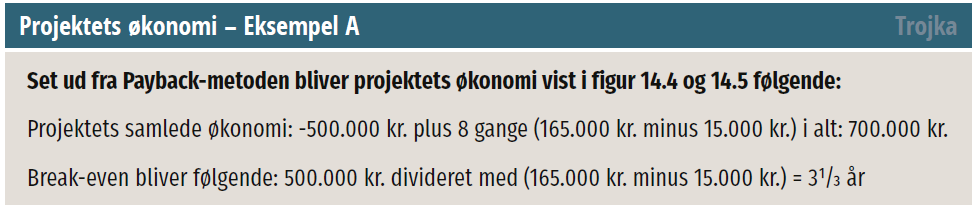 Projektets økonomi – Eksempel A Trojka
Set ud fra Payback-metoden bliver projektets økonomi vist i figur 14.4 og 14.5 følgende:
Projektets samlede økonomi: -500.000 kr. plus 8 gange (165.000 kr. minus 15.000 kr.) i alt: 700.000 kr.
Break-even bliver følgende: 500.000 kr. divideret med (165.000 kr. minus 15.000 kr.) = 3¹/₃ år